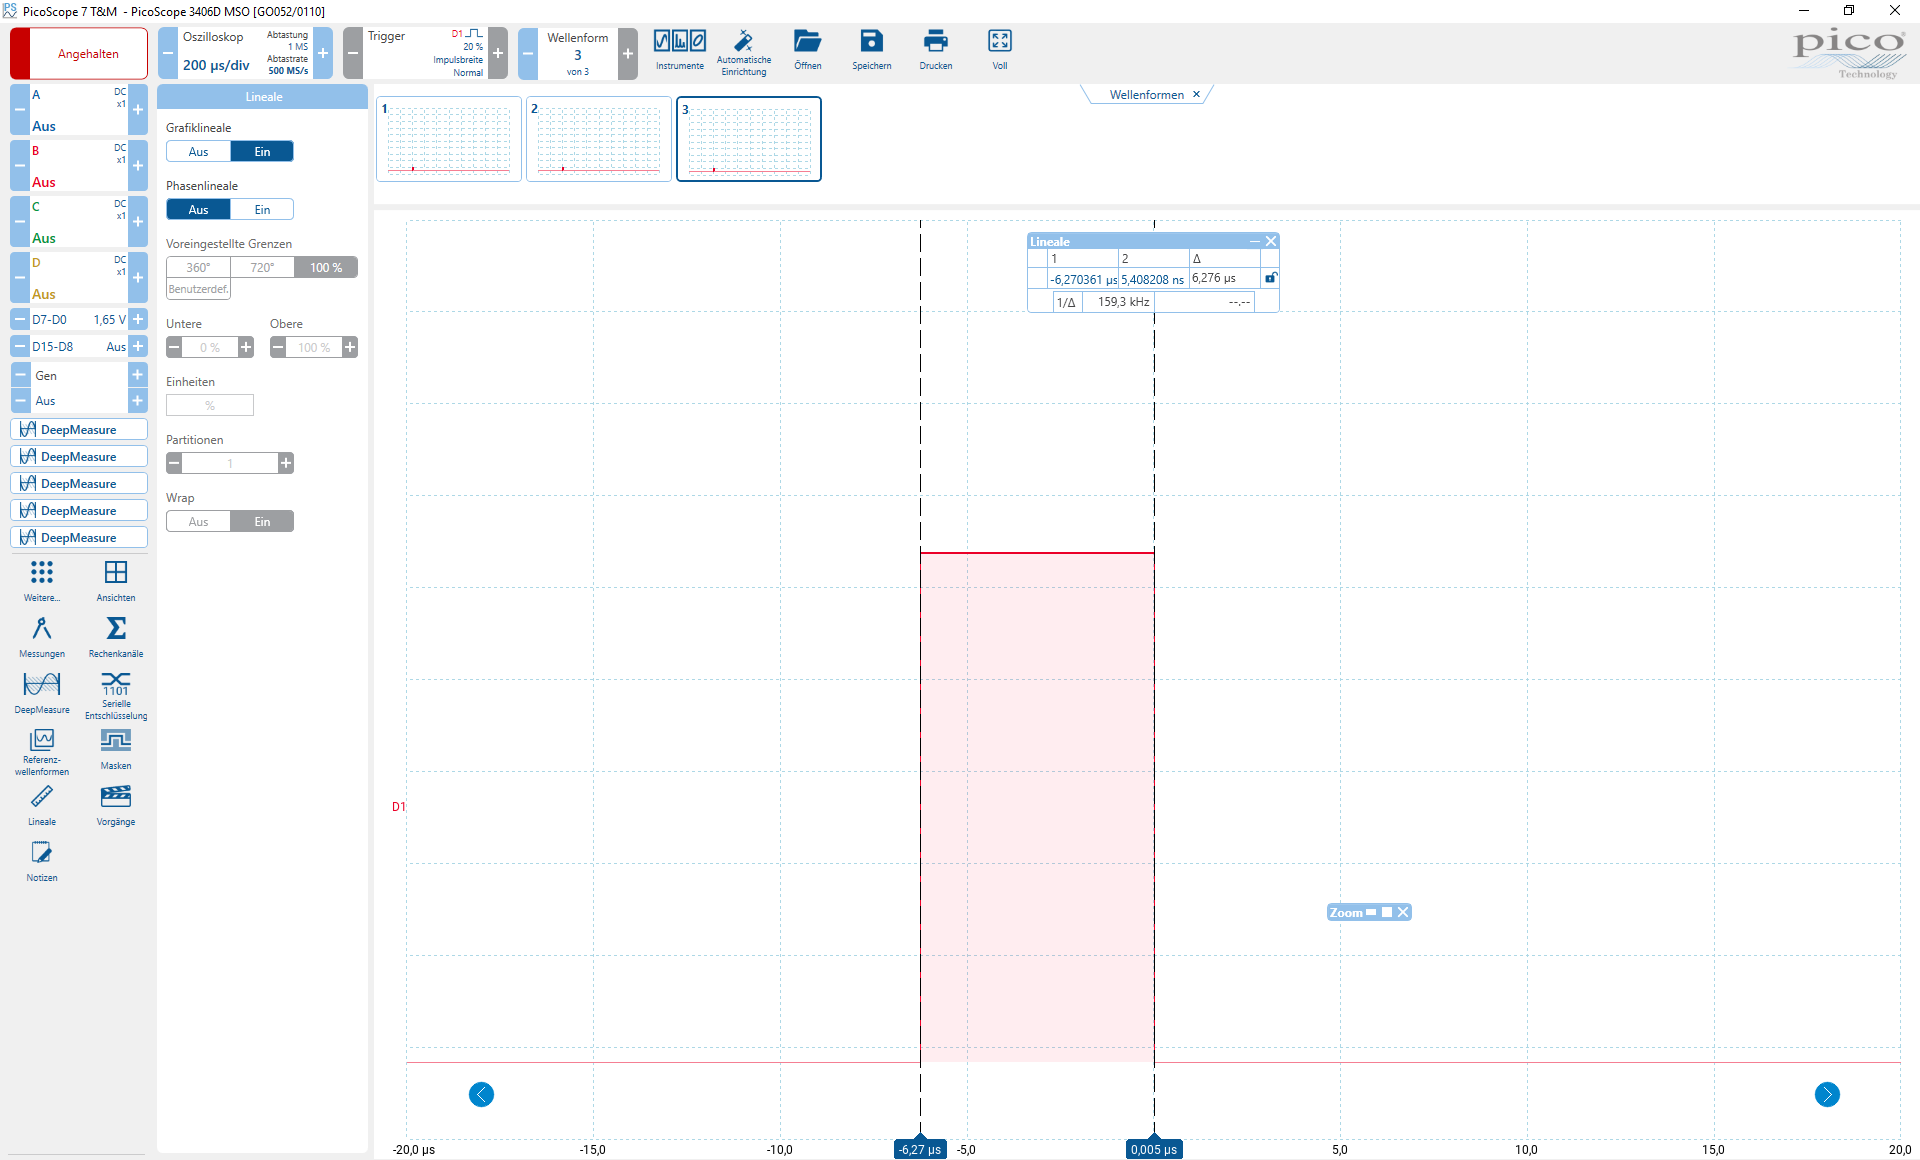 PicoScope 7 T&M - PicoScope 3406D MSO [GO052/0110]
Angehalten
Oszilloskop
200 µs/div
Abtastung
1 MS
Abtastrate
500 MS/s
Trigger
D1
20 %
Impulsbreite
Normal
Wellenform
3
von 3
Instrumente
Automatische
Einrichtung
Öffnen
Speichern
Drucken
Voll
pico
Technology
A
DC
x1
Aus
B
DC
x1
Aus
C
DC
x1
Aus
D
DC
x1
Aus
D7-D0 1,65 V
D15-D8 Aus
Gen
Aus
DeepMeasure
DeepMeasure
DeepMeasure
DeepMeasure
DeepMeasure
Weitere...
Ansichten
Messungen
Rechenkanäle
DeepMeasure
1101
Serielle
Entschlüsselung
Referenz-
wellenformen
Masken
Lineale
Vorgänge
Notizen
Lineale
Grafiklineale
Aus Ein
Phasenlineale
Aus Ein
Voreingestellte Grenzen
360° 720° 100 %
Benutzerdef.
Untere Obere
0 % 100 %
Einheiten
%
Partitionen
1
Wrap
Aus Ein
1
2
3
Wellenformen
Lineale
1 2 Δ
-6,270361 µs 5,408208 ns 6,276 µs
1/Δ 159,3 kHz --,--
D1
Zoom
-20,0 µs -15,0 -10,0 -6,27 µs -5,0 0,005 µs 5,0 10,0 15,0 20,0